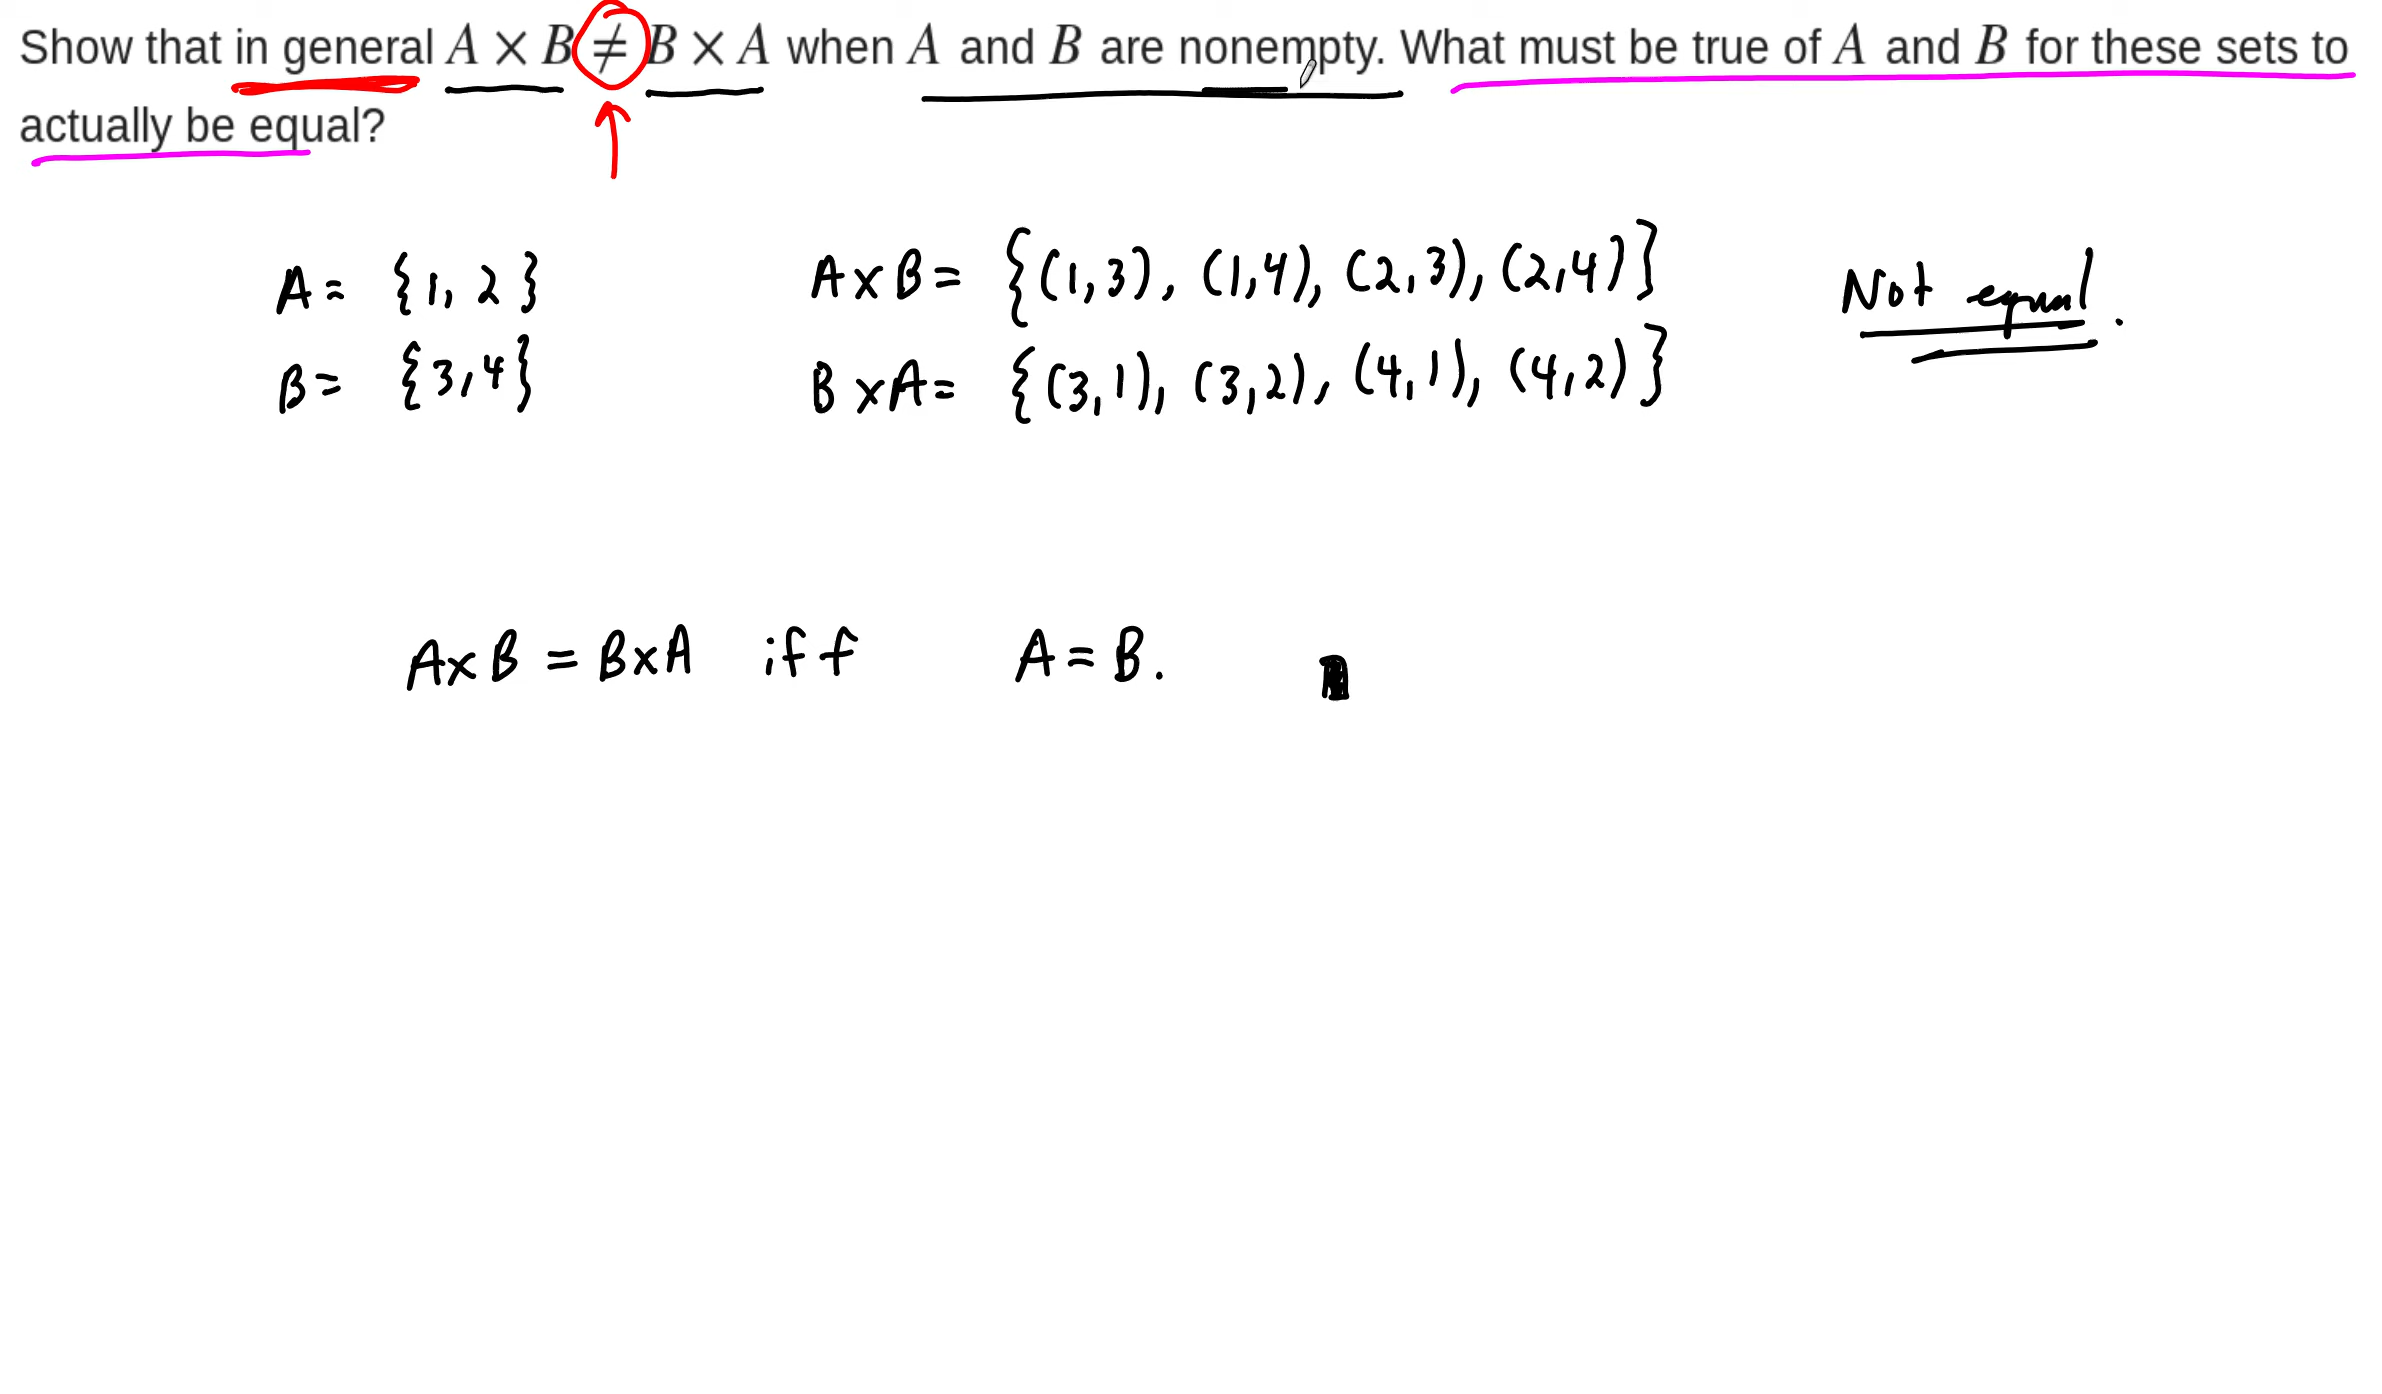 Show that in general A × B ≠ B × A when A and B are nonempty. What must be true of A and B for these sets to
actually be equal?
A = {1, 2}
B = {3,4}
A x B = {(1,3), (1,4), (2,3), (2,4)}
B x A = {(3,1), (3,2), (4,1), (4,2)}
Not equal.
A x B = B x A iff A = B.